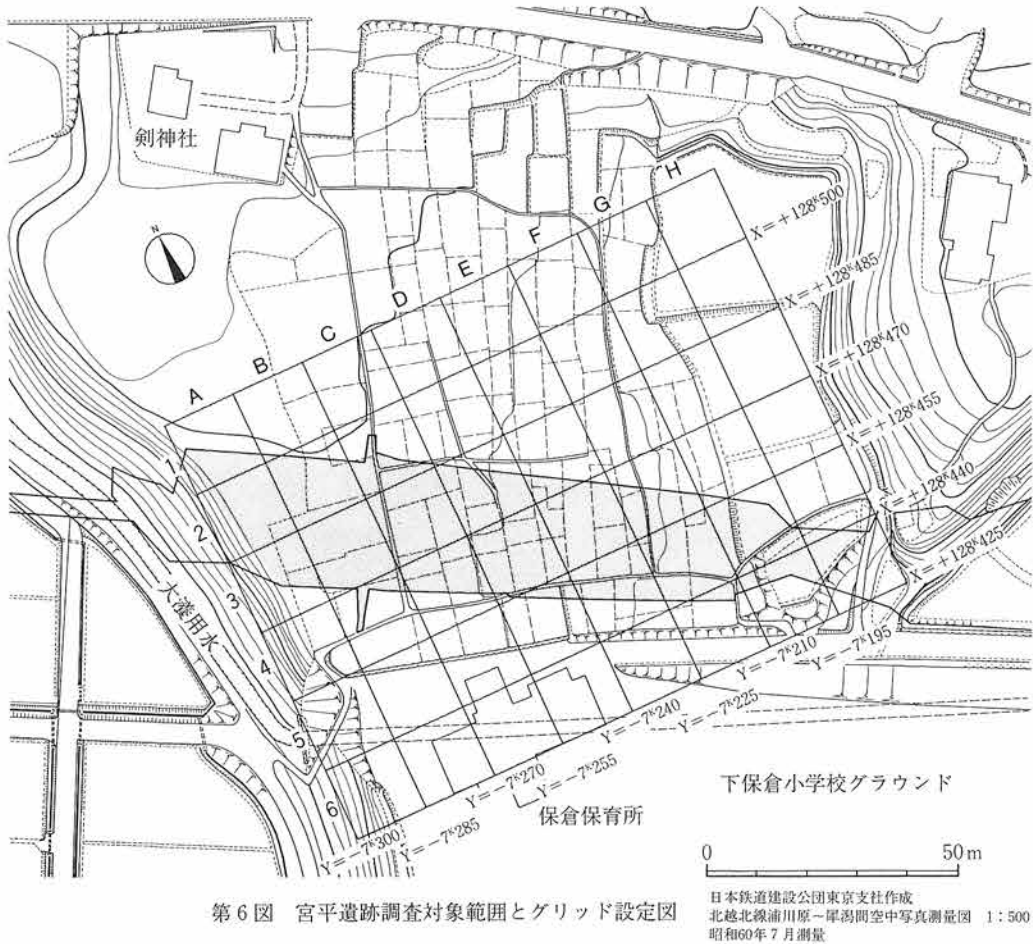 剣神社
N
A
B
C
D
E
F
G
H
1
2
3
4
5
6
大濠用水
X=+128ᴷ500
X=+128ᴷ485
X=+128ᴷ470
X=+128ᴷ455
X=+128ᴷ440
X=+128ᴷ425
Y=-7ᴷ195
Y=-7ᴷ210
Y=-7ᴷ225
Y=-7ᴷ240
Y=-7ᴷ255
Y=-7ᴷ270
Y=-7ᴷ285
Y=-7ᴷ300
保倉保育所
下保倉小学校グラウンド
0 50m
第6図 宮平遺跡調査対象範囲とグリッド設定図
日本鉄道建設公団東京支社作成
北越北線浦川原~犀潟間空中写真測量図 1:500
昭和60年7月測量